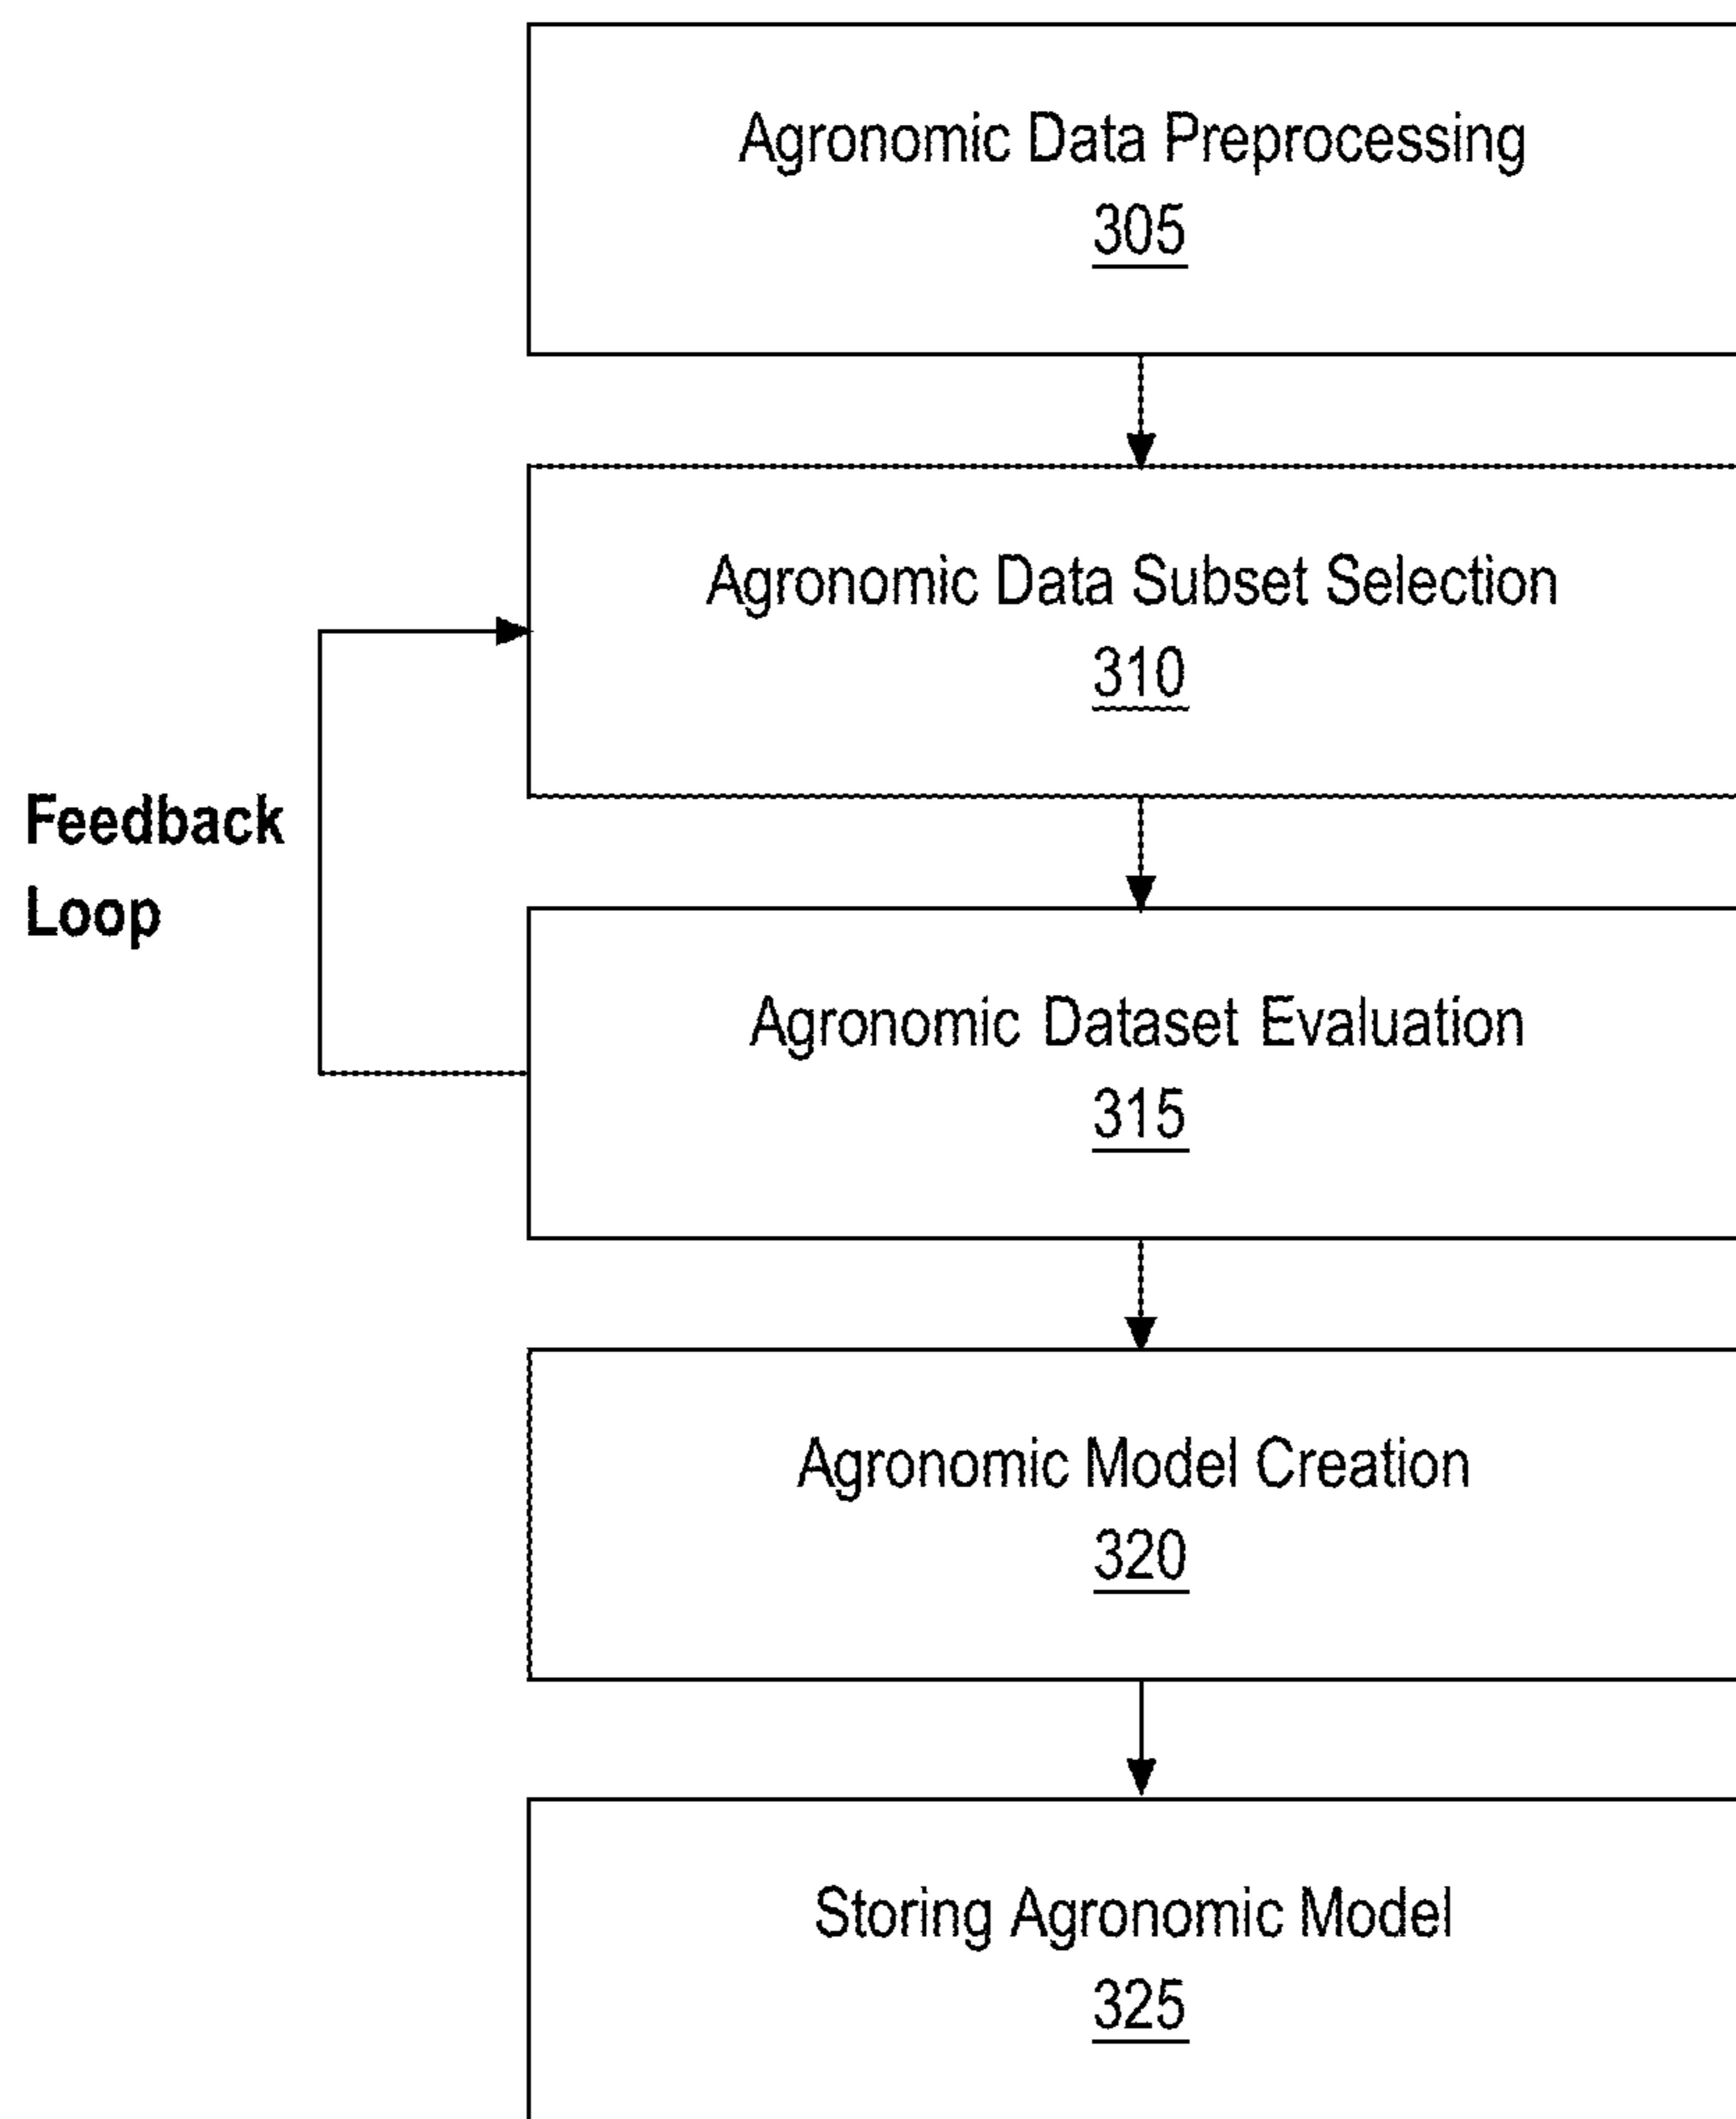 Agronomic Data Preprocessing
305
Agronomic Data Subset Selection
310
Feedback
Loop
Agronomic Dataset Evaluation
315
Agronomic Model Creation
320
Storing Agronomic Model
325